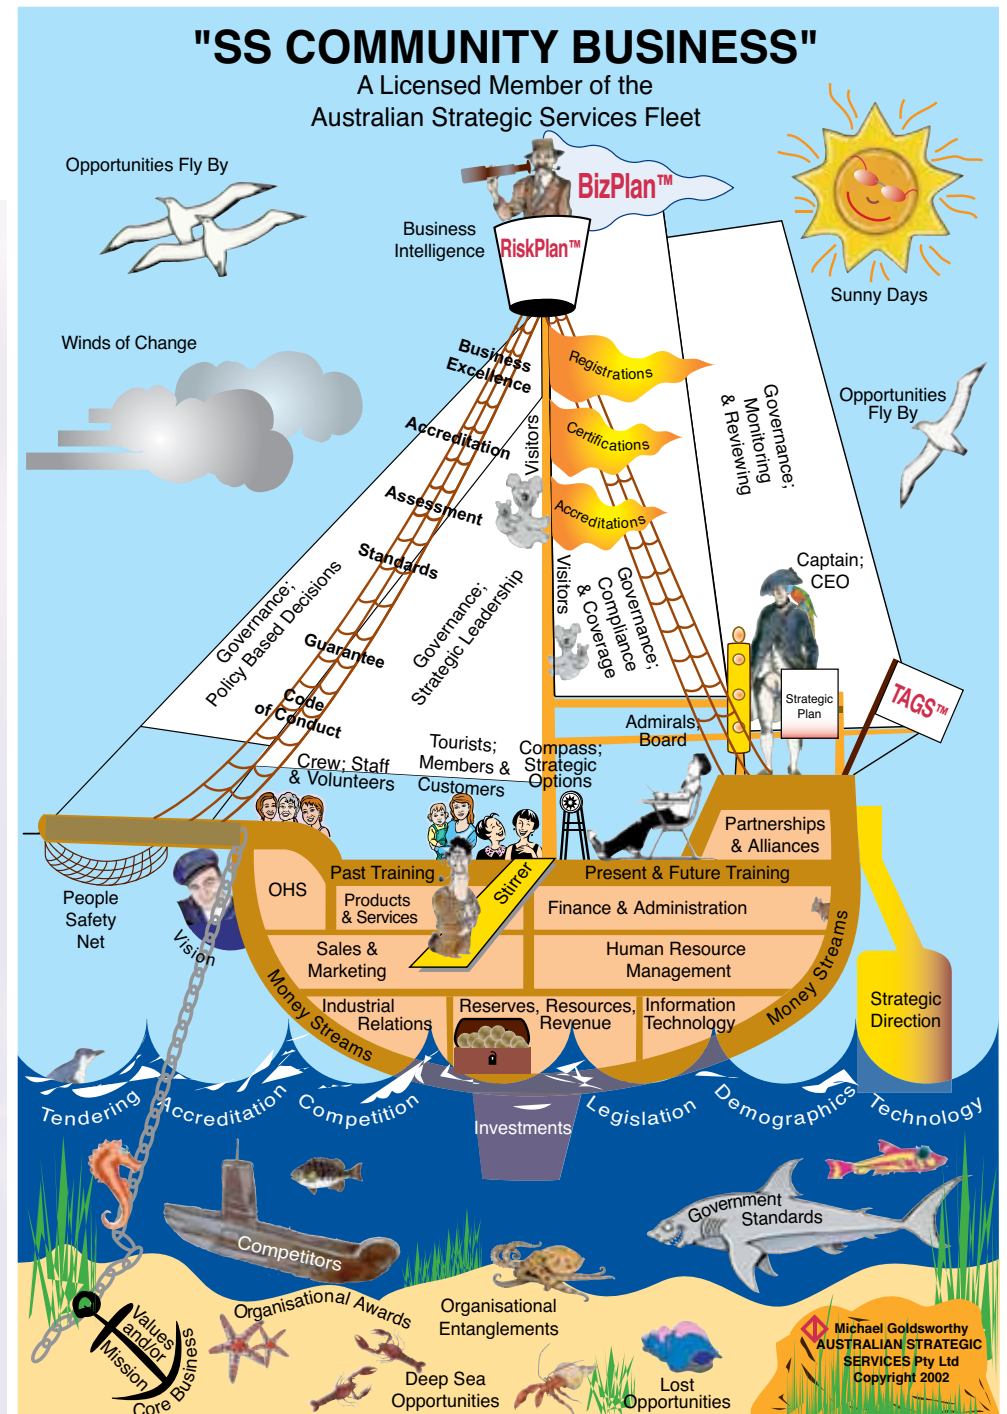 "SS COMMUNITY BUSINESS"
A Licensed Member of the
Australian Strategic Services Fleet
Opportunities Fly By
BizPlan™
Business
Intelligence
RiskPlan™
Sunny Days
Winds of Change
Business
Excellence
Registrations
Opportunities
Fly By
Governance;
Monitoring
& Reviewing
Accreditation
Visitors
Certifications
Assessment
Accreditations
Standards
Visitors
Captain;
CEO
Governance;
Policy Based Decisions
Governance;
Strategic Leadership
Governance;
Compliance
& Coverage
Guarantee
Code
of Conduct
Strategic
Plan
TAGS™
Admirals;
Board
Crew; Staff
& Volunteers
Tourists;
Members &
Customers
Compass;
Strategic
Options
Partnerships
& Alliances
People
Safety
Net
Vision
OHS
Past Training
Stirrer
Present & Future Training
Products
& Services
Finance & Administration
Sales &
Marketing
Human Resource
Management
Money Streams
Money Streams
Industrial
Relations
Reserves, Resources,
Revenue
Information
Technology
Strategic
Direction
Tendering
Accreditation
Competition
Investments
Legislation
Demographics
Technology
Competitors
Government
Standards
Values
and/or
Mission
Core Business
Organisational Awards
Organisational
Entanglements
Deep Sea
Opportunities
Lost
Opportunities
Michael Goldsworthy
AUSTRALIAN STRATEGIC
SERVICES Pty Ltd
Copyright 2002